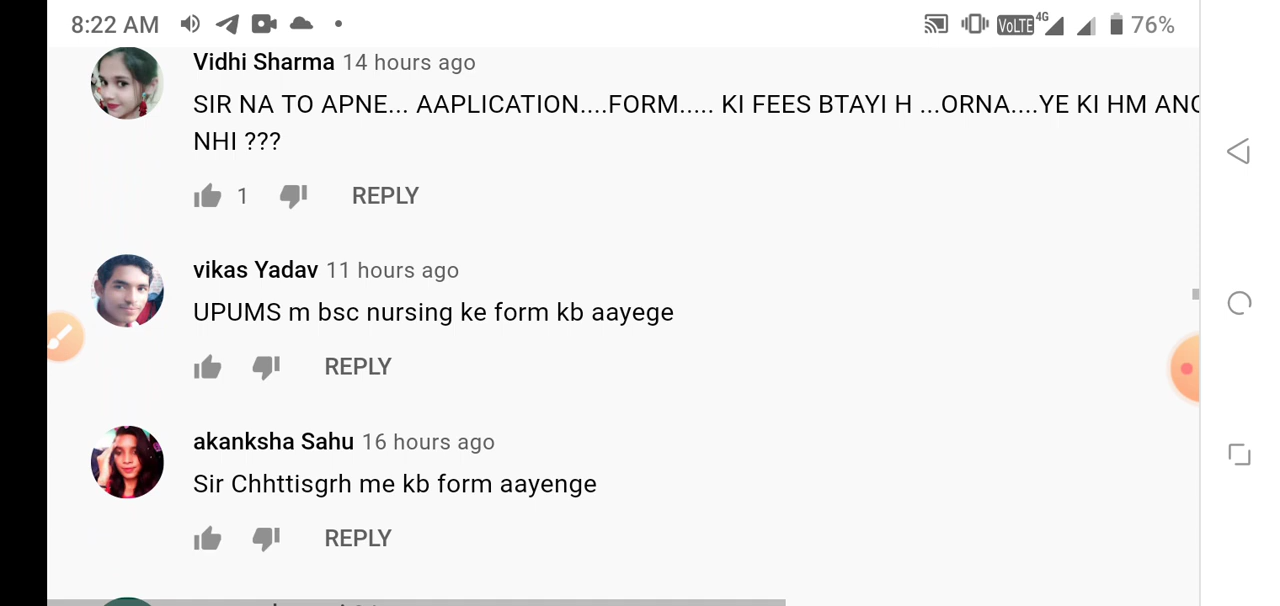 8:22 AM VoLTE 4G 76%
Vidhi Sharma 14 hours ago
SIR NA TO APNE... AAPLICATION....FORM..... KI FEES BTAYI H ...ORNA....YE KI HM
NHI ???
1 REPLY
vikas Yadav 11 hours ago
UPUMS m bsc nursing ke form kb aayege
REPLY
akanksha Sahu 16 hours ago
Sir Chhttisgrh me kb form aayenge
REPLY